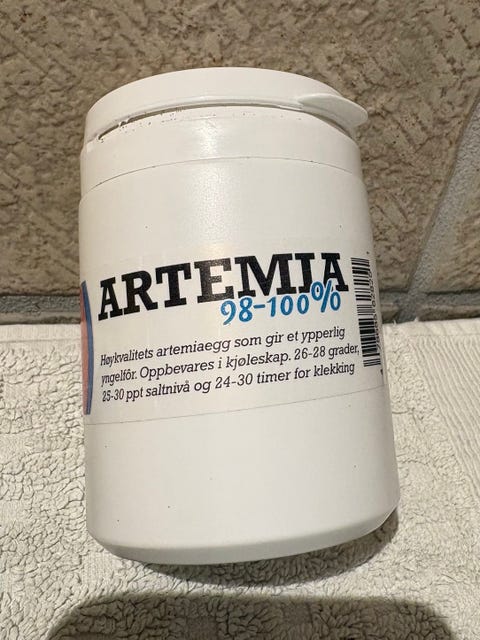 ARTEMIA
98-100%
Høykvalitets artemiaegg som gir et ypperlig
yngelfôr. Oppbevares i kjøleskap. 26-28 grader,
25-30 ppt saltnivå og 24-30 timer for klekking